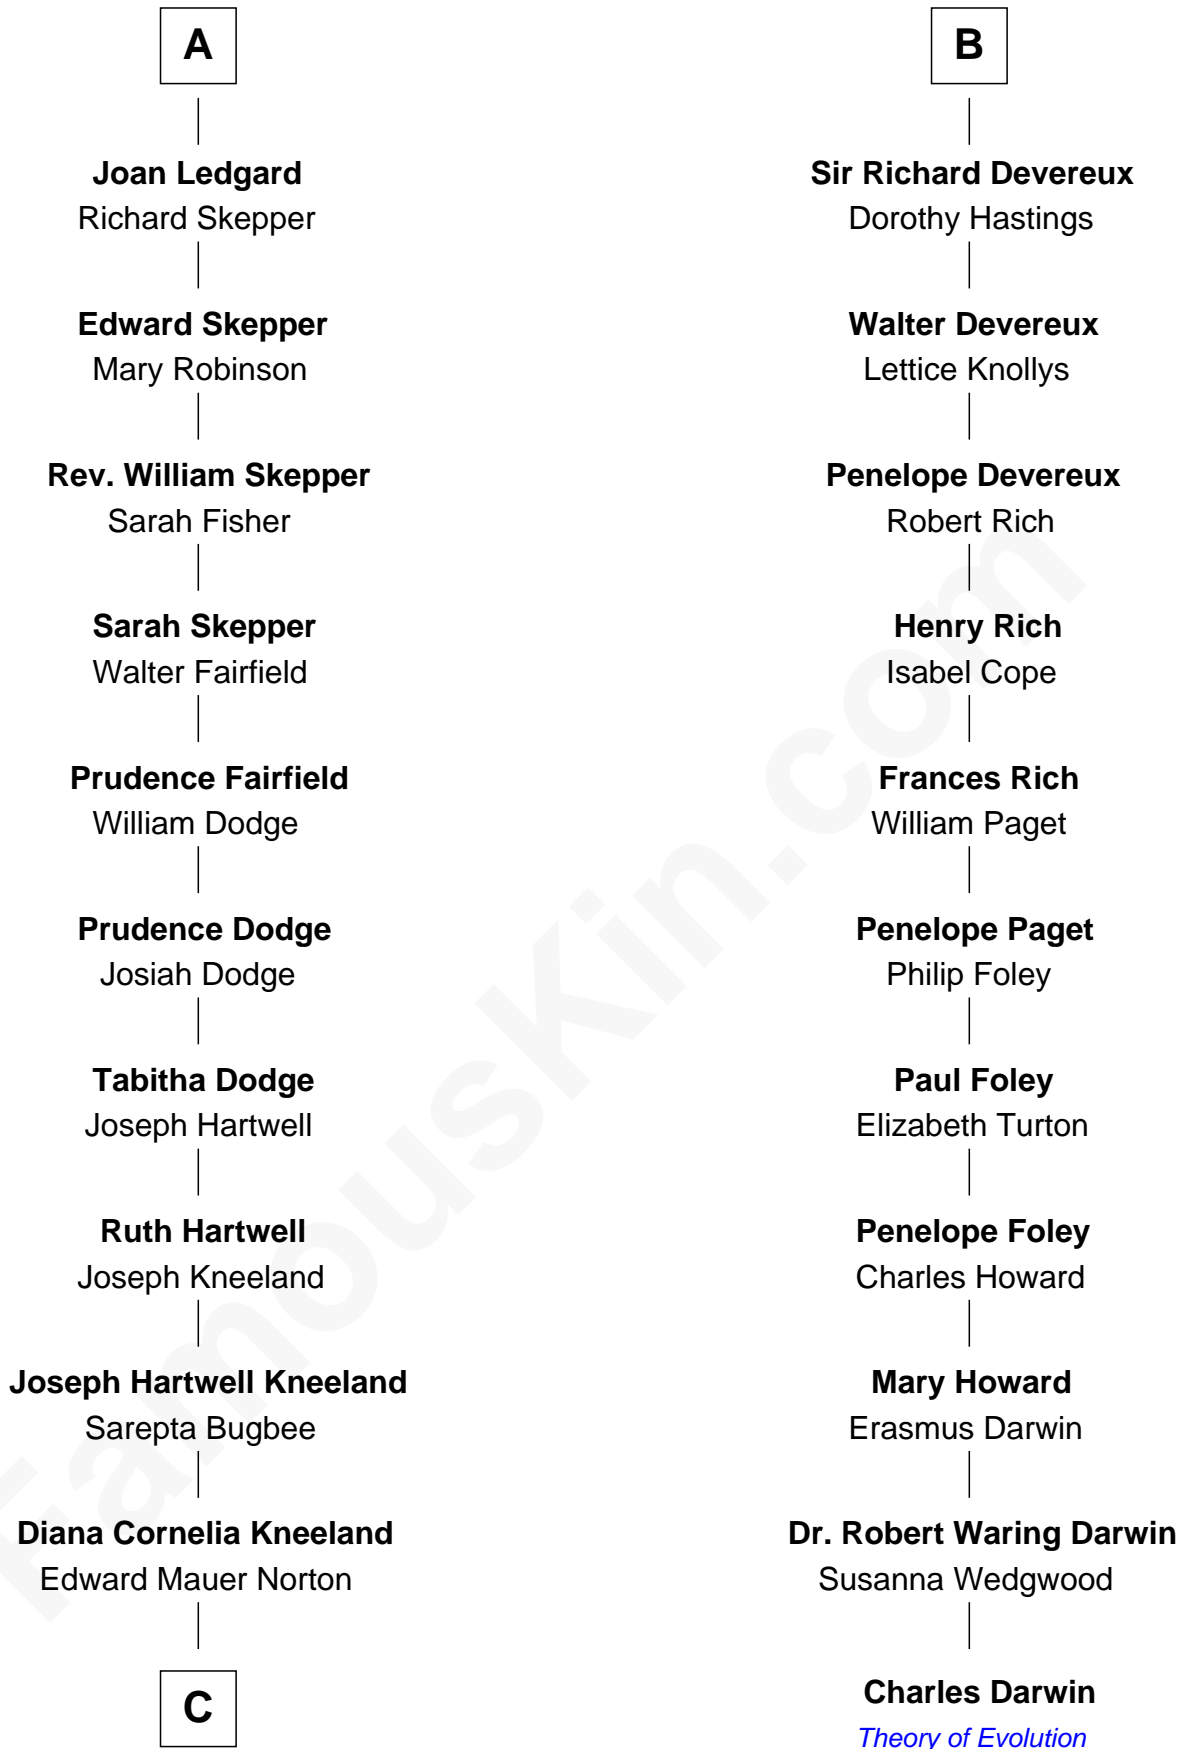 A
Joan Ledgard
Richard Skepper
Edward Skepper
Mary Robinson
Rev. William Skepper
Sarah Fisher
Sarah Skepper
Walter Fairfield
Prudence Fairfield
William Dodge
Prudence Dodge
Josiah Dodge
Tabitha Dodge
Joseph Hartwell
Ruth Hartwell
Joseph Kneeland
Joseph Hartwell Kneeland
Sarepta Bugbee
Diana Cornelia Kneeland
Edward Mauer Norton
C
B
Sir Richard Devereux
Dorothy Hastings
Walter Devereux
Lettice Knollys
Penelope Devereux
Robert Rich
Henry Rich
Isabel Cope
Frances Rich
William Paget
Penelope Paget
Philip Foley
Paul Foley
Elizabeth Turton
Penelope Foley
Charles Howard
Mary Howard
Erasmus Darwin
Dr. Robert Waring Darwin
Susanna Wedgwood
Charles Darwin
Theory of Evolution
FamousKin.com